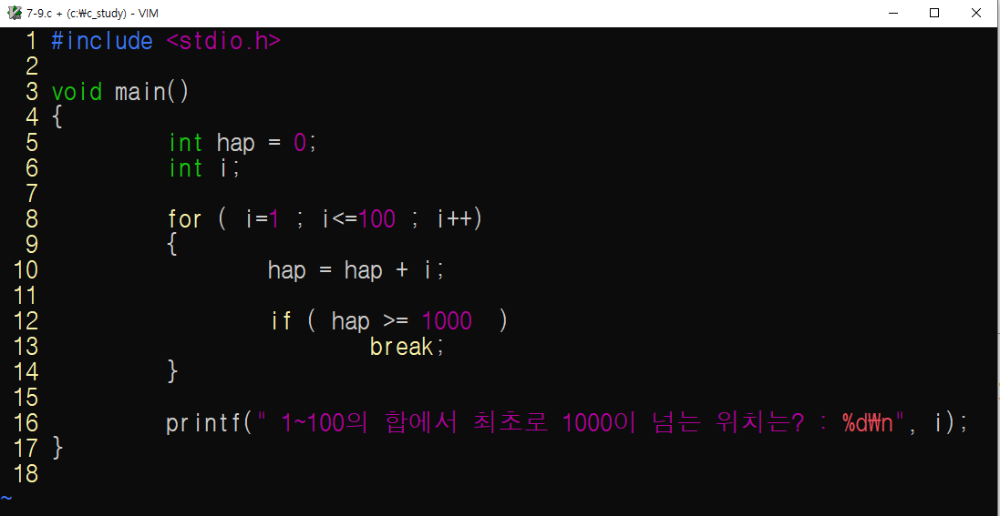 7-9.c + (c:₩c_study) - VIM
1 #include <stdio.h>
2
3 void main()
4 {
5 int hap = 0;
6 int i;
7
8 for ( i=1 ; i<=100 ; i++)
9 {
10 hap = hap + i;
11
12 if ( hap >= 1000  )
13 break;
14 }
15
16 printf(" 1~100의 합에서 최초로 1000이 넘는 위치는? : %d₩n", i);
17 }
18
~